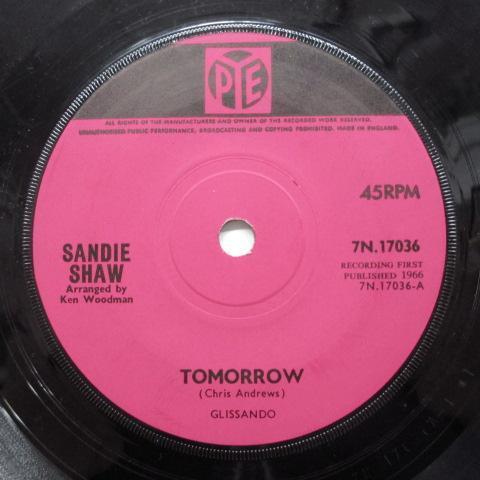 PYE
ALL RIGHTS OF THE MANUFACTURERS AND OWNER OF THE RECORDED WORK RESERVED.
UNAUTHORISED PUBLIC PERFORMANCE, BROADCASTING AND COPYING PROHIBITED. MADE IN ENGLAND.
45RPM
7N.17036
RECORDING FIRST
PUBLISHED 1966
7N.17036-A
SANDIE
SHAW
Arranged by
Ken Woodman
TOMORROW
(Chris Andrews)
GLISSANDO